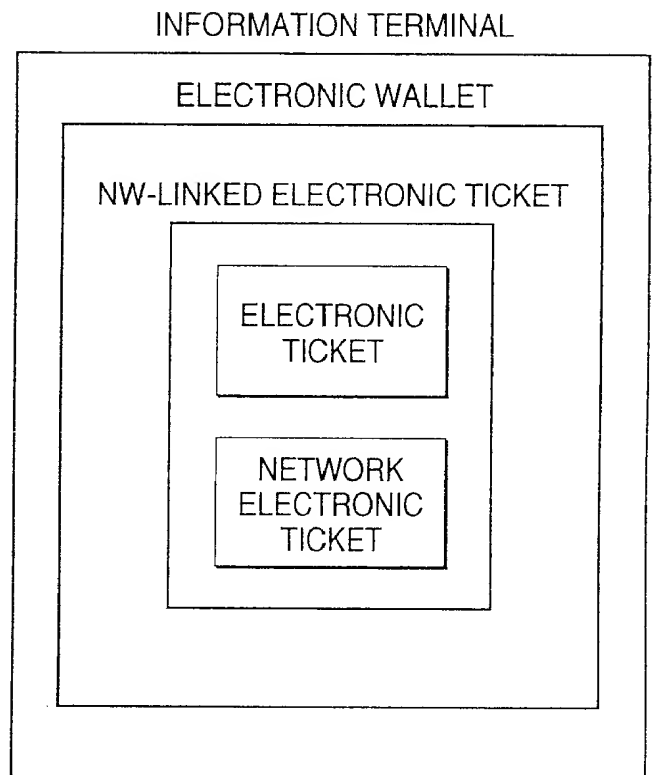 INFORMATION TERMINAL
ELECTRONIC WALLET
NW-LINKED ELECTRONIC TICKET
ELECTRONIC
TICKET
NETWORK
ELECTRONIC
TICKET